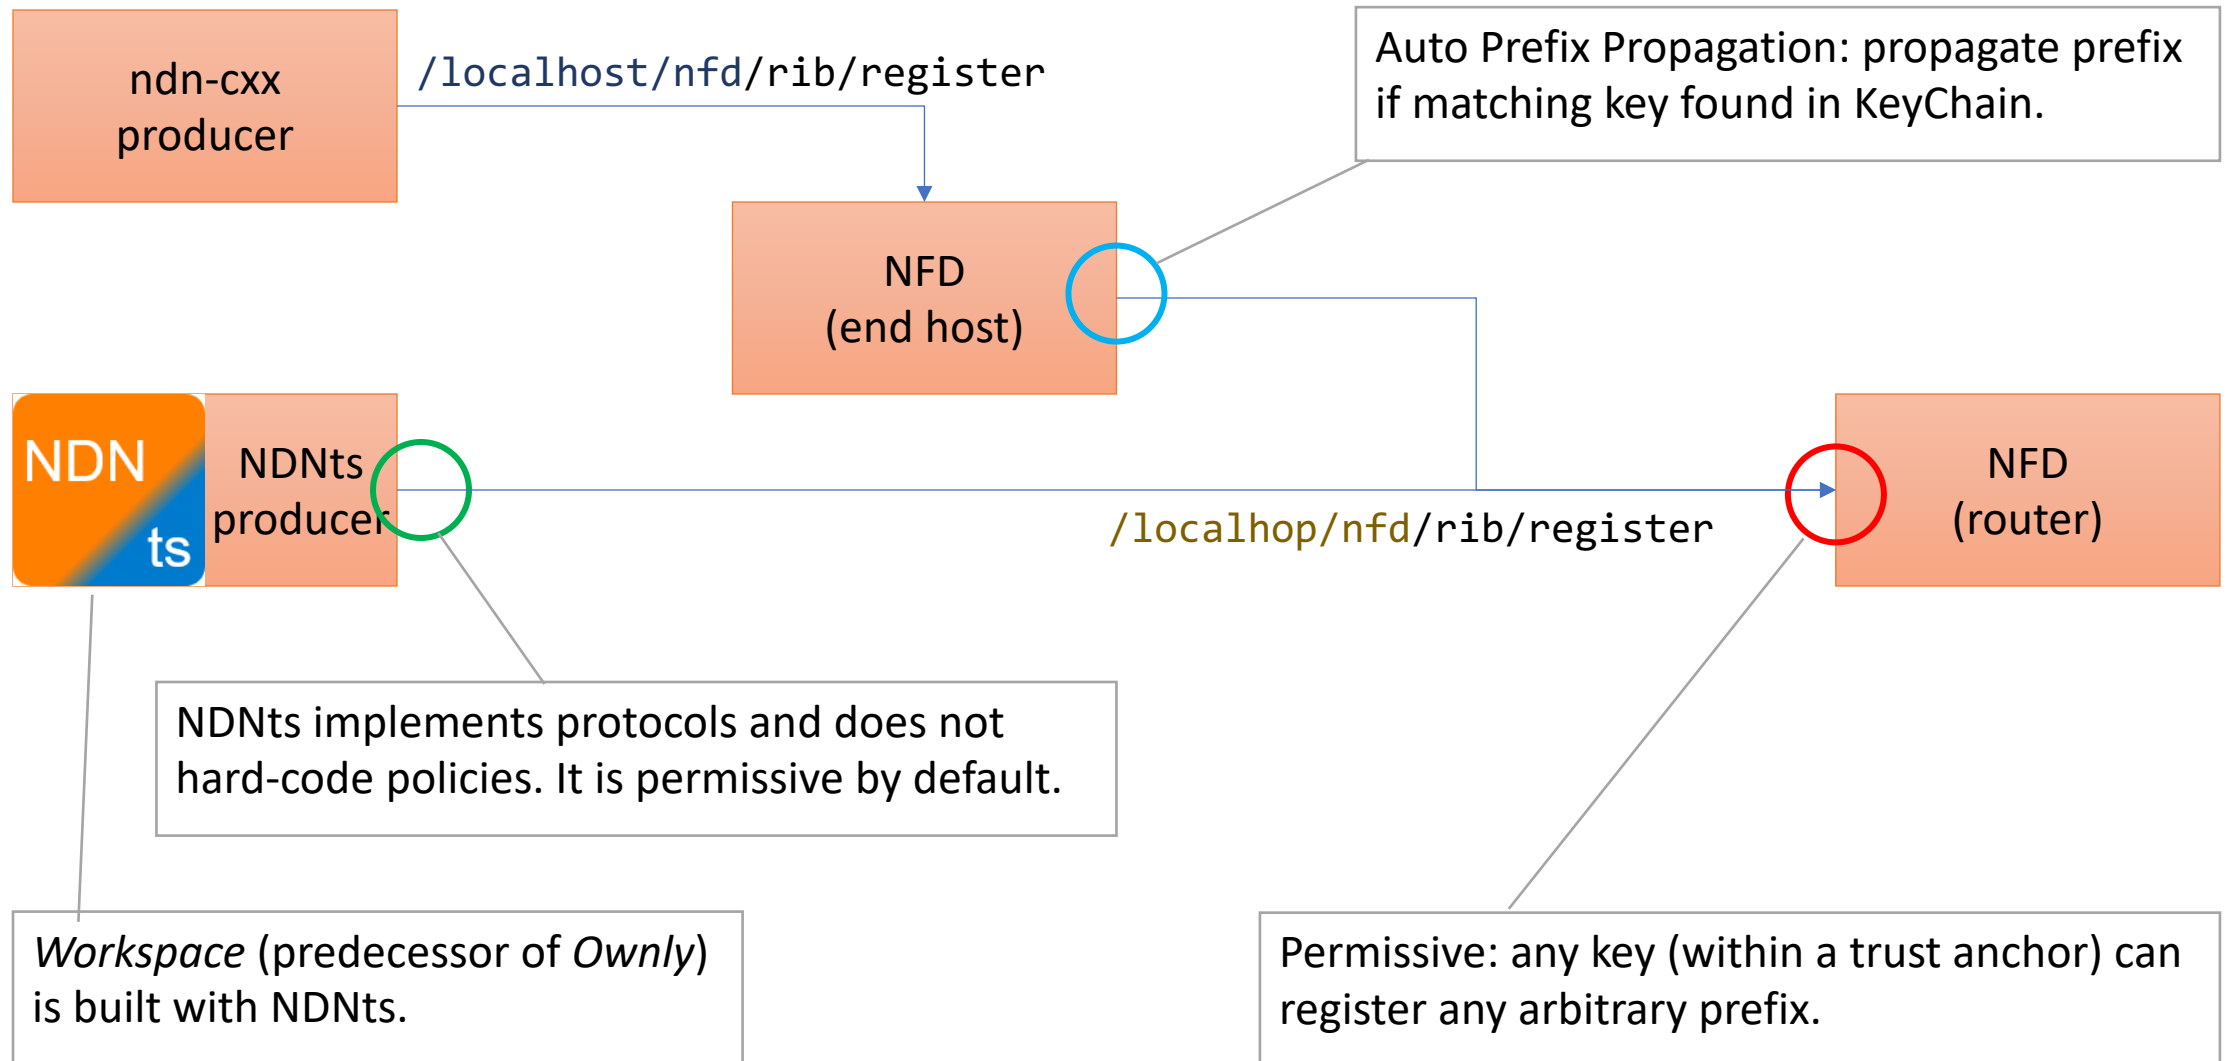 ndn-cxx
producer
/localhost/nfd/rib/register
Auto Prefix Propagation: propagate prefix
if matching key found in KeyChain.
NFD
(end host)
NDN
ts
NDNts
producer
/localhop/nfd/rib/register
NFD
(router)
NDNts implements protocols and does not
hard-code policies. It is permissive by default.
Workspace (predecessor of Ownly)
is built with NDNts.
Permissive: any key (within a trust anchor) can
register any arbitrary prefix.